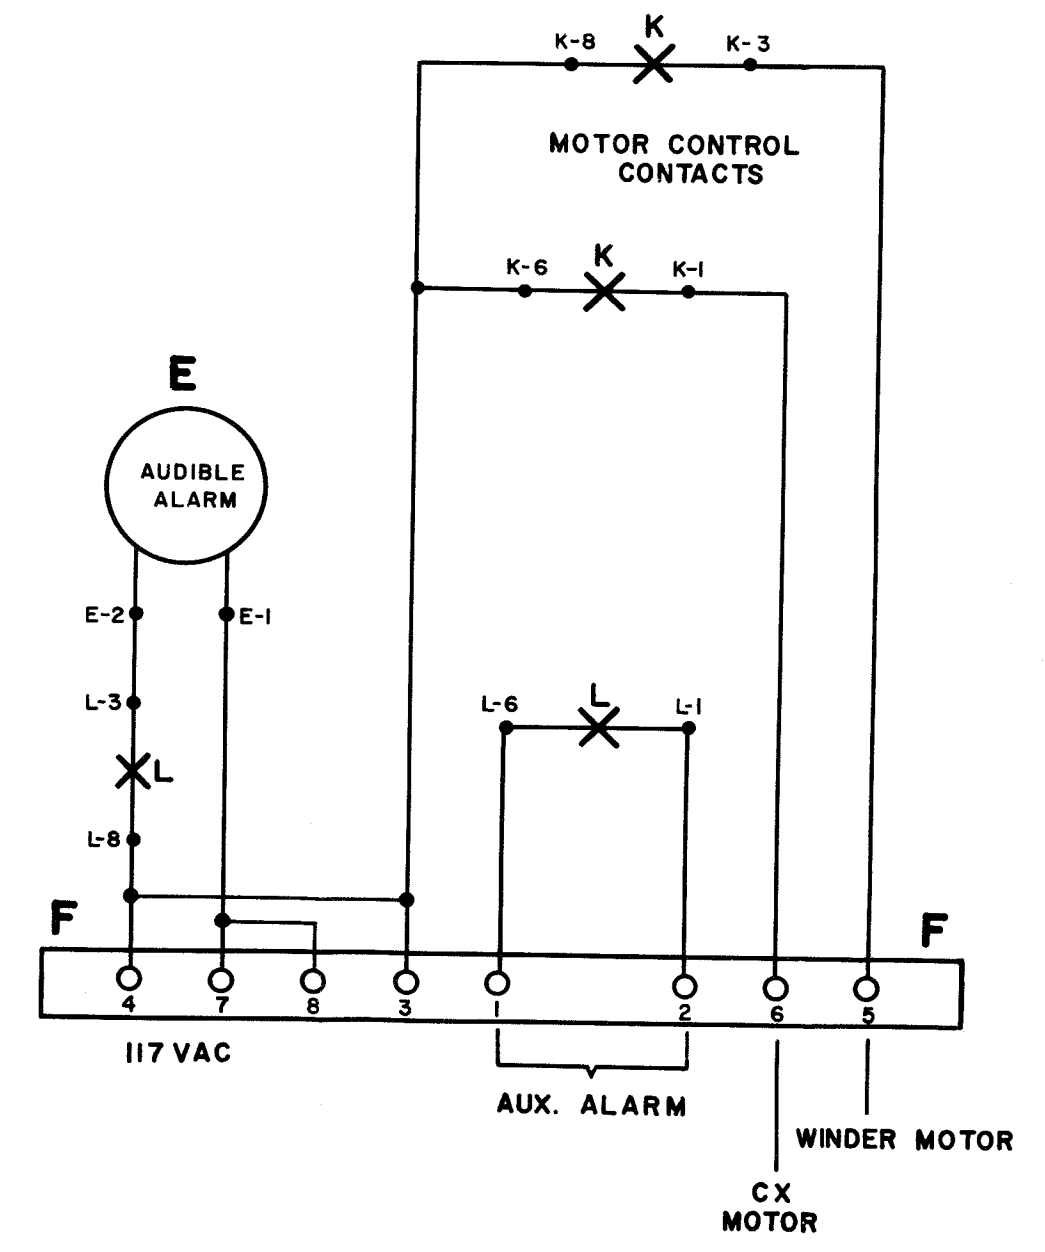 K
K-8
K-3
MOTOR CONTROL
CONTACTS
K
K-6
K-1
E
AUDIBLE
ALARM
E-2
E-1
L-3
L
L-6
L-1
L
L-8
F
F
4
7
8
3
1
2
6
5
117 VAC
AUX. ALARM
WINDER MOTOR
CX
MOTOR